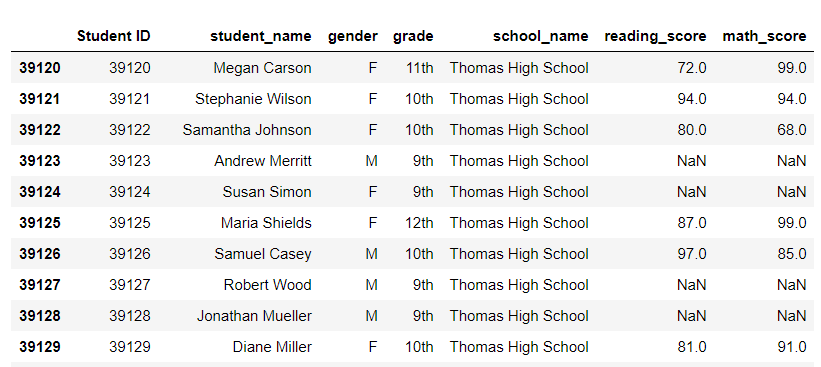 Student ID student_name gender grade school_name reading_score math_score
39120 39120 Megan Carson F 11th Thomas High School 72.0 99.0
39121 39121 Stephanie Wilson F 10th Thomas High School 94.0 94.0
39122 39122 Samantha Johnson F 10th Thomas High School 80.0 68.0
39123 39123 Andrew Merritt M 9th Thomas High School NaN NaN
39124 39124 Susan Simon F 9th Thomas High School NaN NaN
39125 39125 Maria Shields F 12th Thomas High School 87.0 99.0
39126 39126 Samuel Casey M 10th Thomas High School 97.0 85.0
39127 39127 Robert Wood M 9th Thomas High School NaN NaN
39128 39128 Jonathan Mueller M 9th Thomas High School NaN NaN
39129 39129 Diane Miller F 10th Thomas High School 81.0 91.0